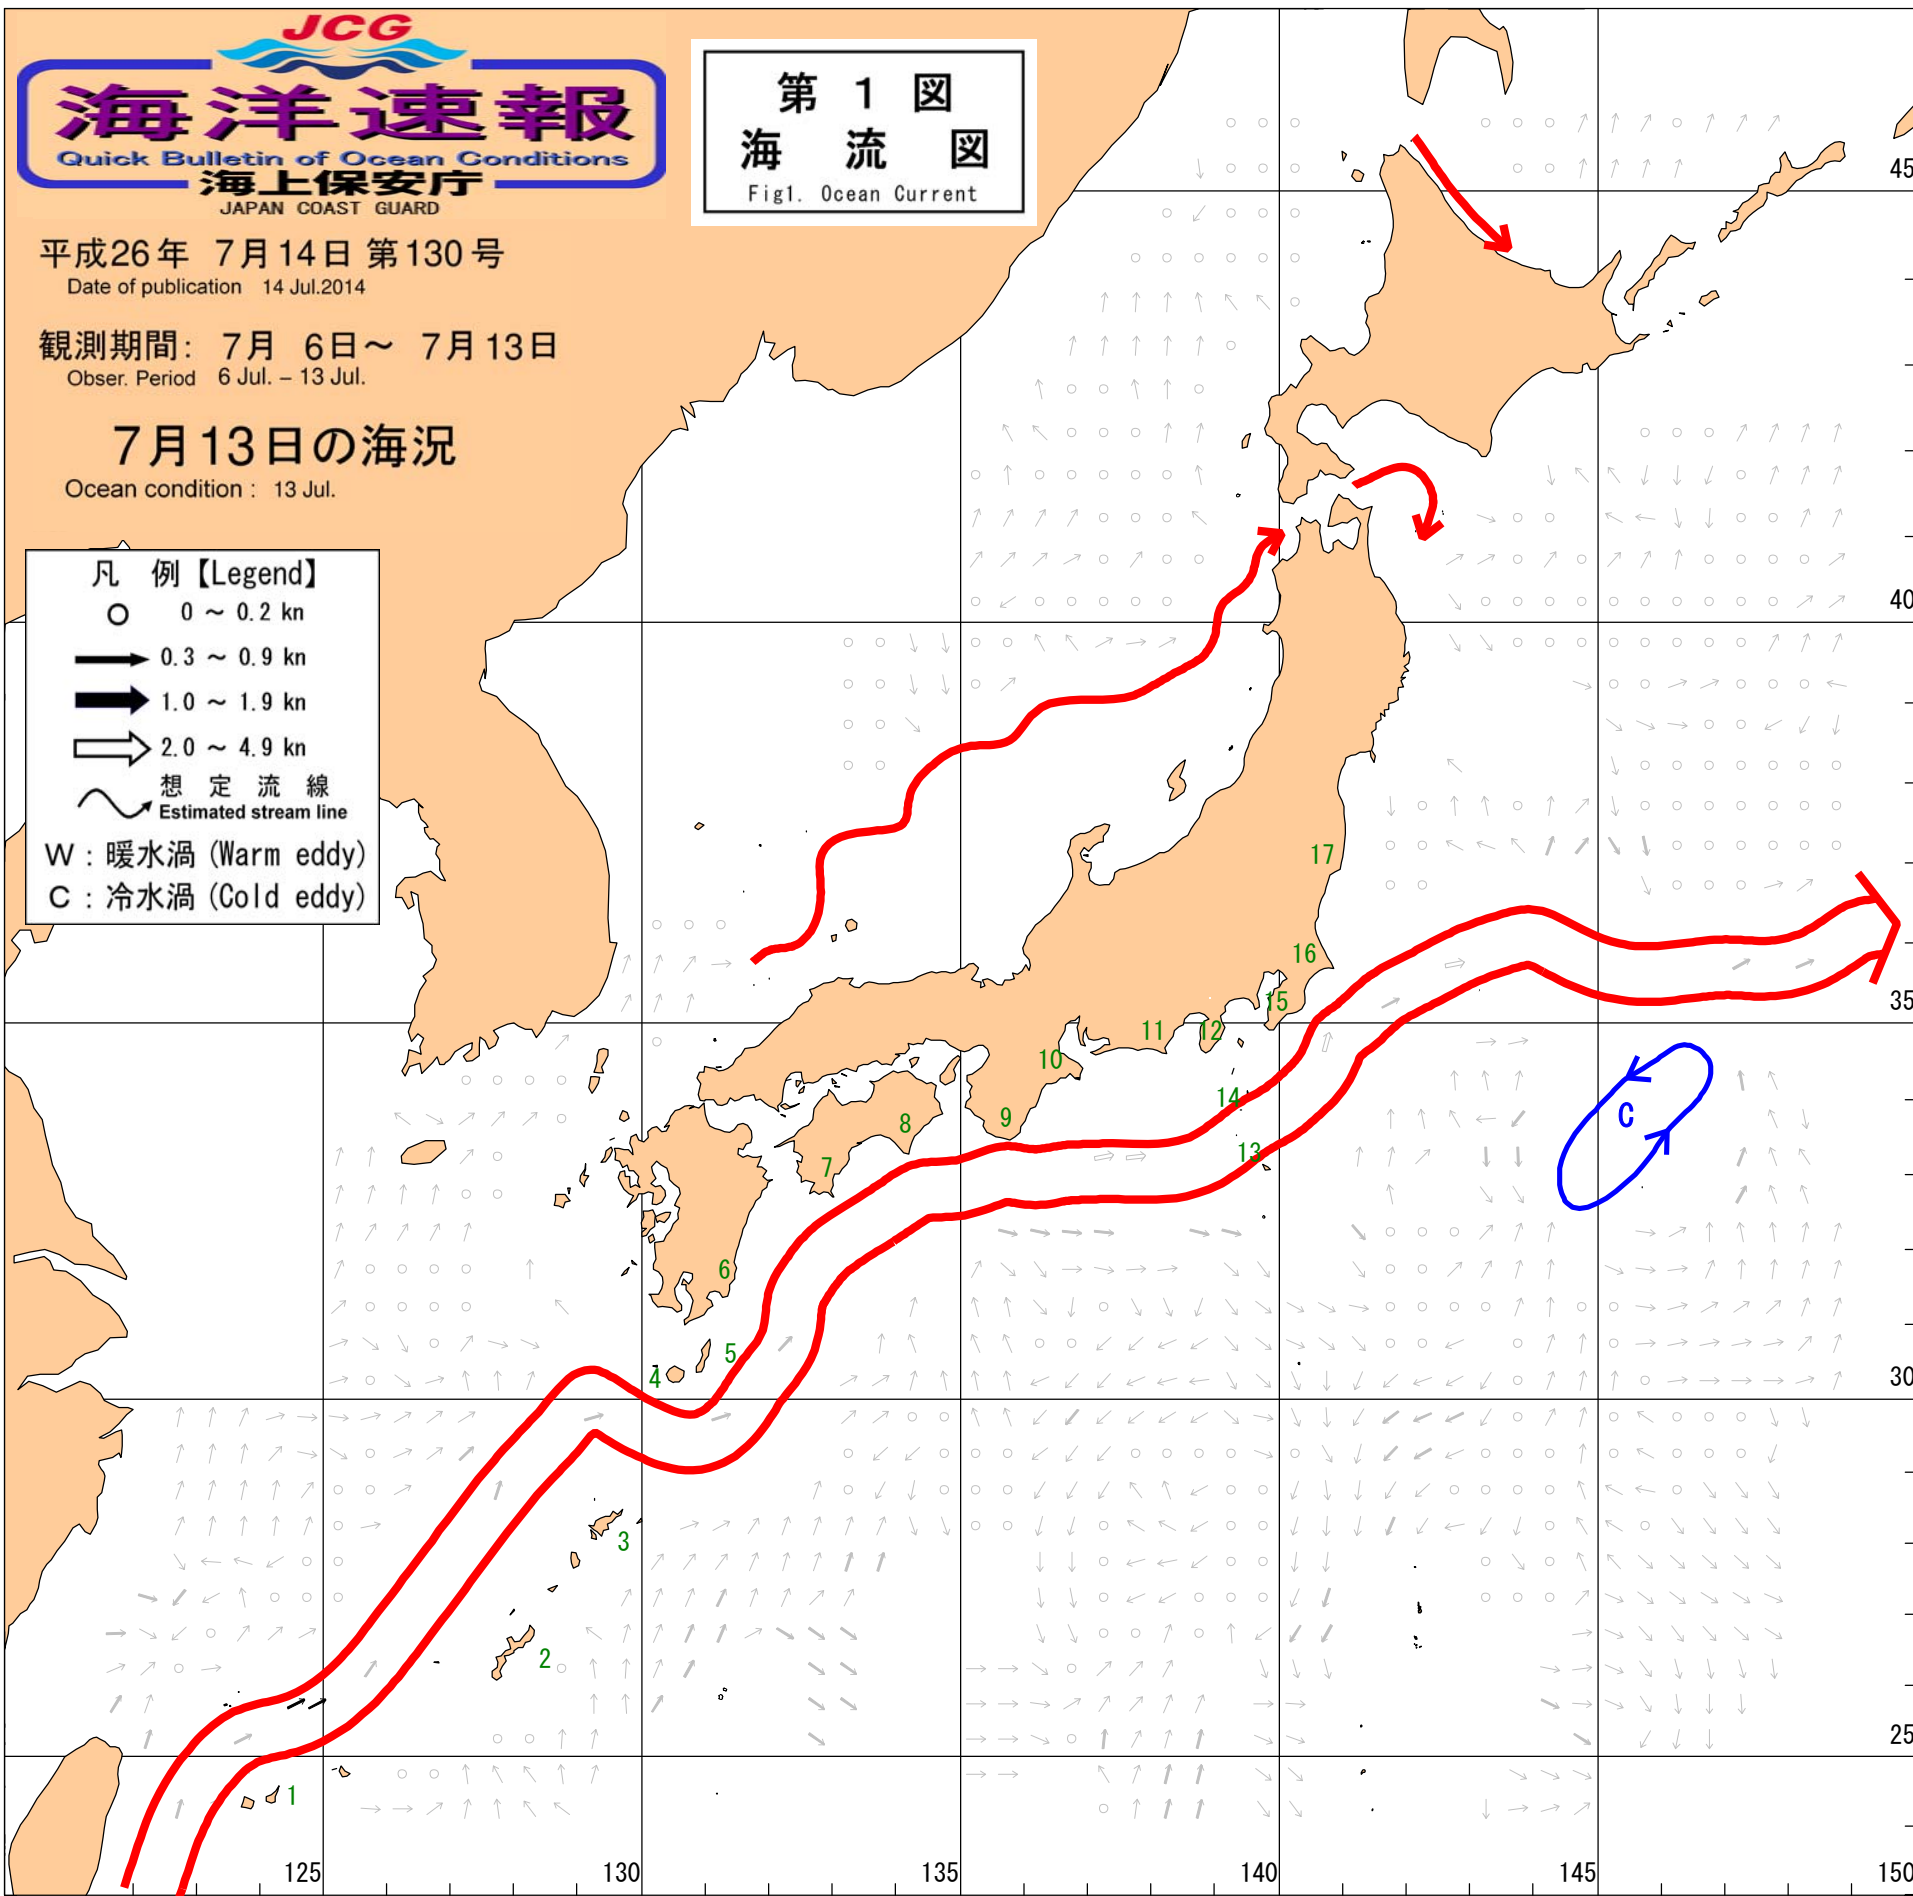 JCG
海洋速報
Quick Bulletin of Ocean Conditions
海上保安庁
JAPAN COAST GUARD
第 1 図
海 流 図
Fig1. Ocean Current
平成26年 7月14日 第130号
Date of publication 14 Jul.2014
観測期間: 7月 6日～ 7月13日
Obser. Period 6 Jul. – 13 Jul.
7月13日の海況
Ocean condition : 13 Jul.
凡 例【Legend】
0 ～ 0.2 kn
0.3 ～ 0.9 kn
1.0 ～ 1.9 kn
2.0 ～ 4.9 kn
想 定 流 線
Estimated stream line
W : 暖水渦 (Warm eddy)
C : 冷水渦 (Cold eddy)
45
40
17
16
15
35
12
11
10
14
C
9
8
13
7
6
5
4
30
3
2
25
1
125
130
135
140
145
150